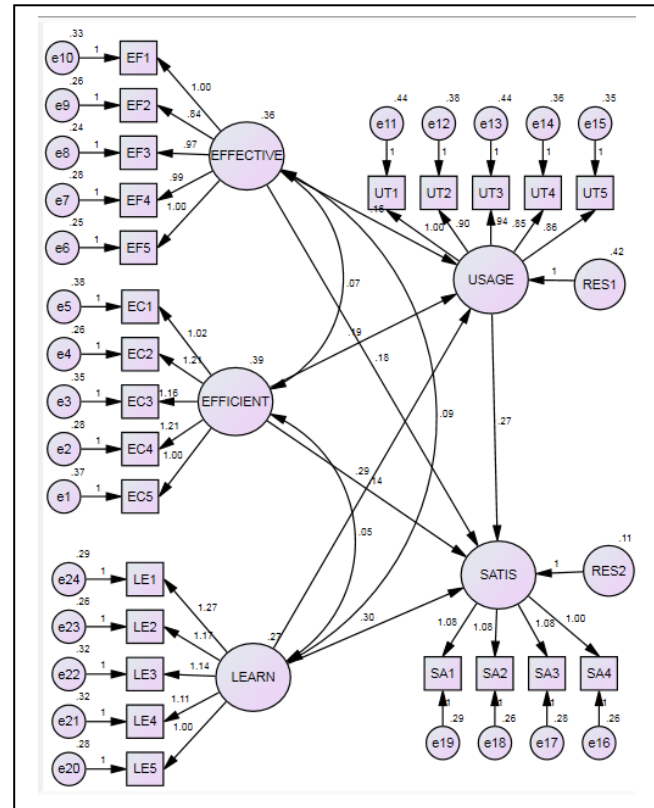 .33
e10 1 EF1
.26
e9 1 EF2
.24
e8 1 EF3
.28
e7 1 EF4
.25
e6 1 EF5
1.00
.84
.97
.99
1.00
.36
EFFECTIVE
.44 .38 .44 .36 .35
e11 e12 e13 e14 e15
1 1 1 1 1
UT1 UT2 UT3 UT4 UT5
1.00 .90 .94 .85 .86
.16
USAGE
1
.42
RES1
.38
e5 1 EC1
.26
e4 1 EC2
.35
e3 1 EC3
.28
e2 1 EC4
.37
e1 1 EC5
1.02
1.21
1.16
1.21
1.00
.39
EFFICIENT
.07
.19
.18
.09
.27
.29
.14
.05
.30
.29
e24 1 LE1
.26
e23 1 LE2
.32
e22 1 LE3
.32
e21 1 LE4
.28
e20 1 LE5
1.27
1.17
1.14
1.11
1.00
.27
LEARN
SATIS
1
.11
RES2
1.08 1.08 1.08 1.00
SA1 SA2 SA3 SA4
1 1 1 1
.29 .26 .28 .26
e19 e18 e17 e16